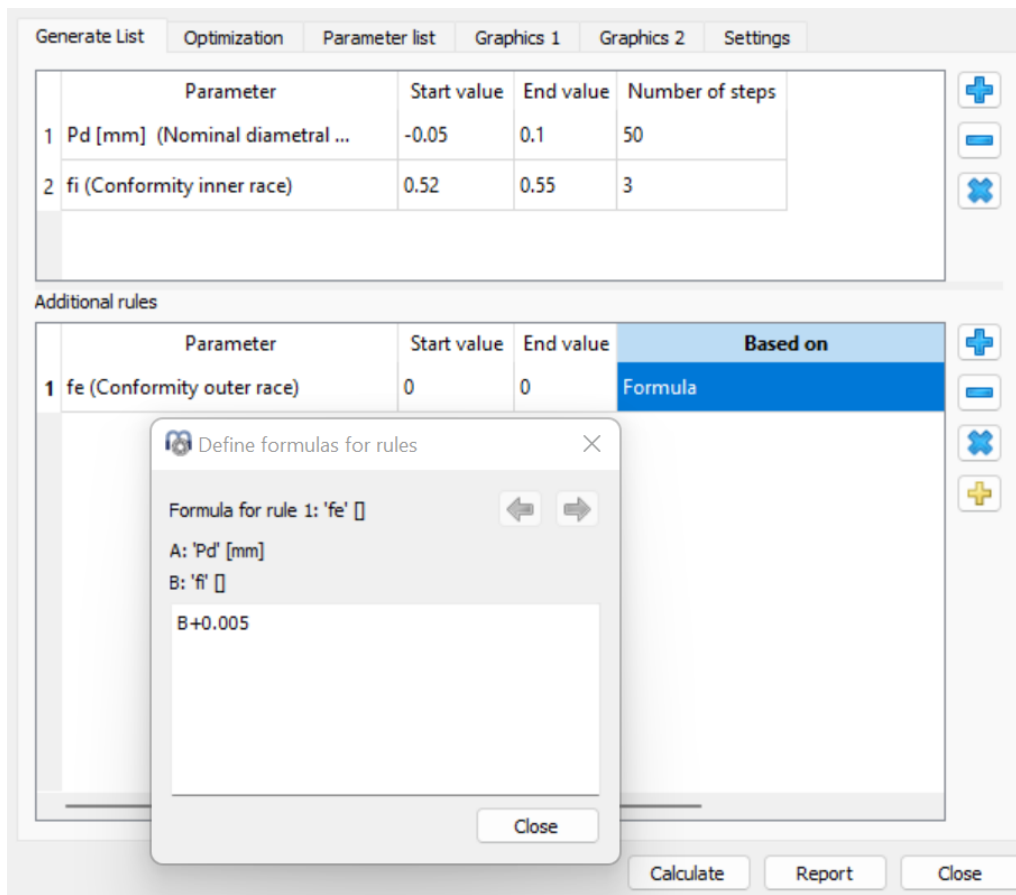 Generate List Optimization Parameter list Graphics 1 Graphics 2 Settings
Parameter Start value End value Number of steps
1 Pd [mm] (Nominal diametral ... -0.05 0.1 50
2 fi (Conformity inner race) 0.52 0.55 3
Additional rules
Parameter Start value End value Based on
1 fe (Conformity outer race) 0 0 Formula
Define formulas for rules
Formula for rule 1: 'fe' []
A: 'Pd' [mm]
B: 'fi' []
B+0.005
Close
Calculate Report Close